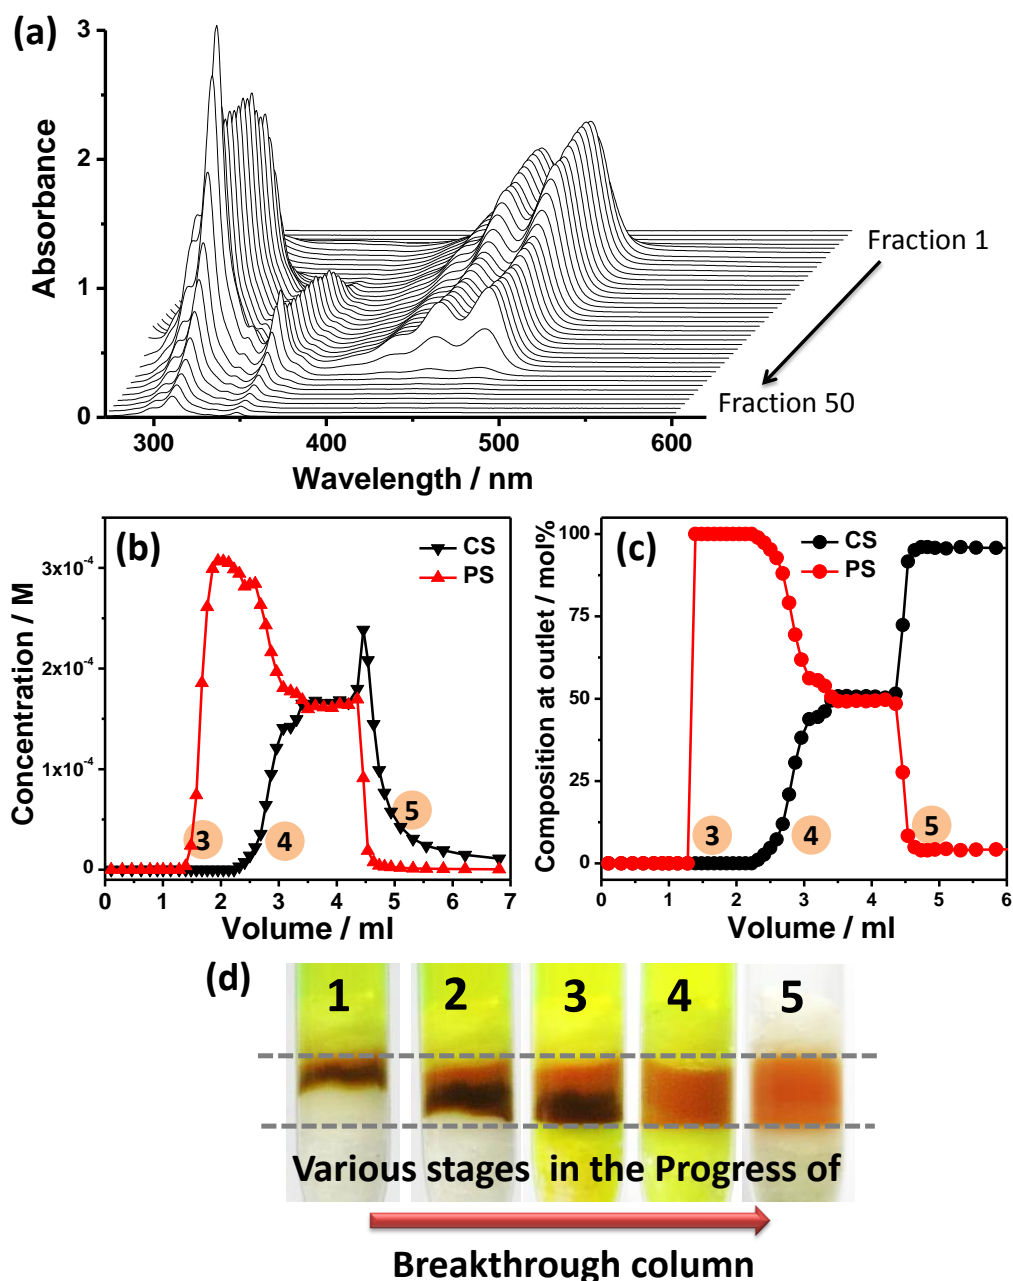 (a)
3
2
1
0
Absorbance
300
400
500
600
Wavelength / nm
Fraction 1
Fraction 50
(b)
CS
PS
3x10⁻⁴
2x10⁻⁴
1x10⁻⁴
0
Concentration / M
3
4
5
0 1 2 3 4 5 6 7
Volume / ml
(c)
CS
PS
100
75
50
25
0
Composition at outlet / mol%
3
4
5
0 1 2 3 4 5 6
Volume / ml
(d)
1 2 3 4 5
Various stages in the Progress of
Breakthrough column